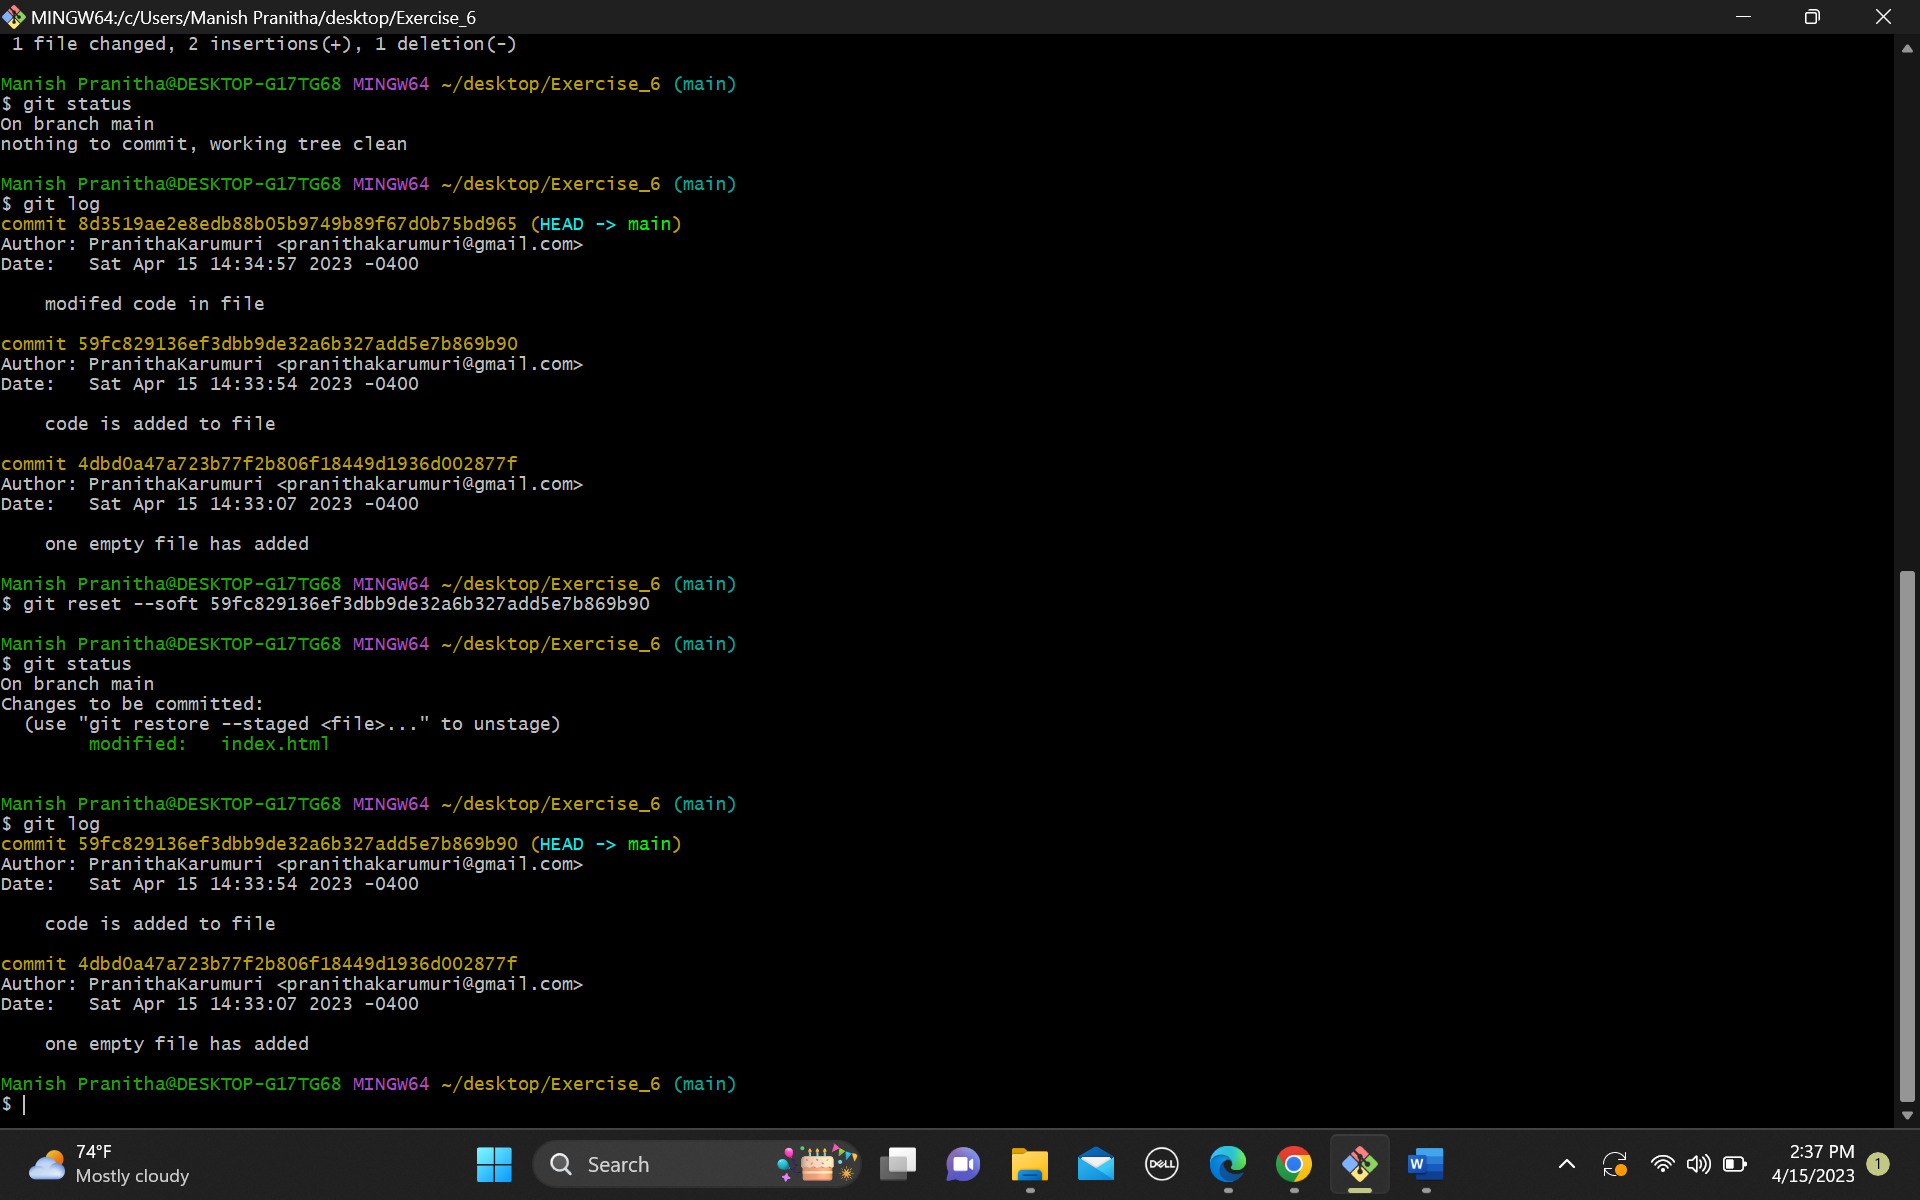 MINGW64:/c/Users/Manish Pranitha/desktop/Exercise_6
1 file changed, 2 insertions(+), 1 deletion(-)
Manish Pranitha@DESKTOP-G17TG68 MINGW64 ~/desktop/Exercise_6 (main)
$ git status
On branch main
nothing to commit, working tree clean
Manish Pranitha@DESKTOP-G17TG68 MINGW64 ~/desktop/Exercise_6 (main)
$ git log
commit 8d3519ae2e8edb88b05b9749b89f67d0b75bd965 (HEAD -> main)
Author: PranithaKarumuri <pranithakarumuri@gmail.com>
Date:   Sat Apr 15 14:34:57 2023 -0400
modifed code in file
commit 59fc829136ef3dbb9de32a6b327add5e7b869b90
Author: PranithaKarumuri <pranithakarumuri@gmail.com>
Date:   Sat Apr 15 14:33:54 2023 -0400
code is added to file
commit 4dbd0a47a723b77f2b806f18449d1936d002877f
Author: PranithaKarumuri <pranithakarumuri@gmail.com>
Date:   Sat Apr 15 14:33:07 2023 -0400
one empty file has added
Manish Pranitha@DESKTOP-G17TG68 MINGW64 ~/desktop/Exercise_6 (main)
$ git reset --soft 59fc829136ef3dbb9de32a6b327add5e7b869b90
Manish Pranitha@DESKTOP-G17TG68 MINGW64 ~/desktop/Exercise_6 (main)
$ git status
On branch main
Changes to be committed:
(use "git restore --staged <file>..." to unstage)
modified:   index.html
Manish Pranitha@DESKTOP-G17TG68 MINGW64 ~/desktop/Exercise_6 (main)
$ git log
commit 59fc829136ef3dbb9de32a6b327add5e7b869b90 (HEAD -> main)
Author: PranithaKarumuri <pranithakarumuri@gmail.com>
Date:   Sat Apr 15 14:33:54 2023 -0400
code is added to file
commit 4dbd0a47a723b77f2b806f18449d1936d002877f
Author: PranithaKarumuri <pranithakarumuri@gmail.com>
Date:   Sat Apr 15 14:33:07 2023 -0400
one empty file has added
Manish Pranitha@DESKTOP-G17TG68 MINGW64 ~/desktop/Exercise_6 (main)
$
74°F
Mostly cloudy
Search
DELL
W
2:37 PM
4/15/2023
1